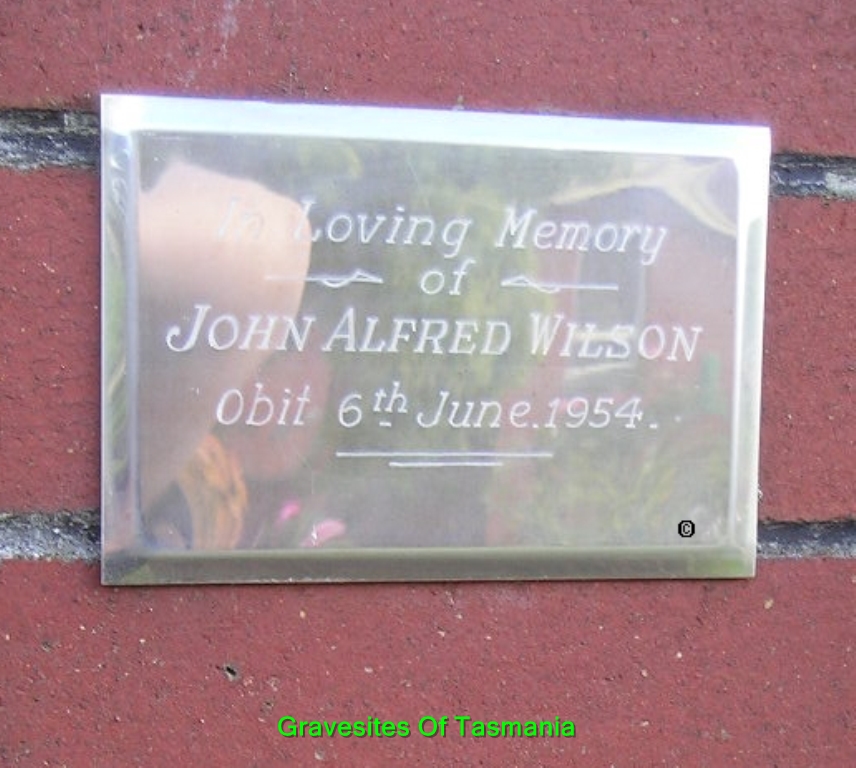 In Loving Memory
of
JOHN ALFRED WILSON
Obit 6th June. 1954.
©
Gravesites Of Tasmania